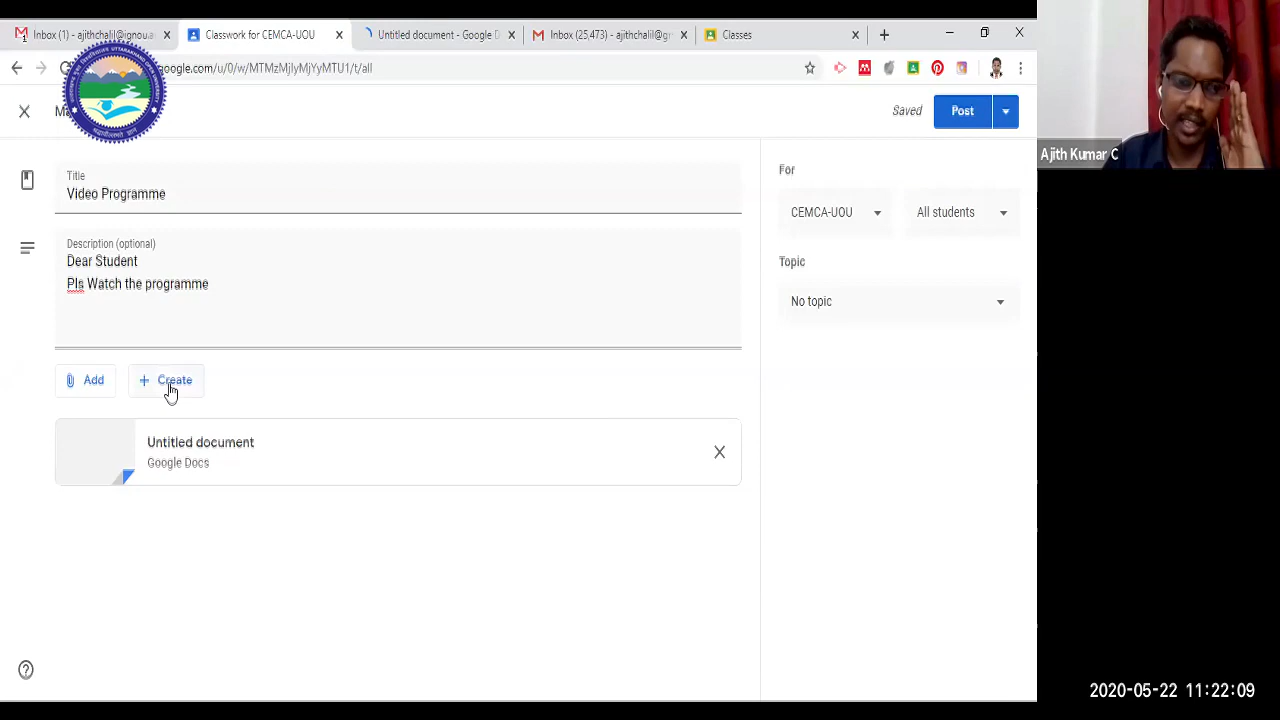 Inbox (1) - ajithchalil@ignou.a
Classwork for CEMCA-UOU
Untitled document - Google D
Inbox (25,473) - ajithchalil@g
Classes
google.com/u/0/w/MTMzMjIyMjYyMTU1/t/all
Saved
Post
Title
Video Programme
For
CEMCA-UOU
All students
Description (optional)
Dear Student
Pls Watch the programme
Topic
No topic
Add
Create
Untitled document
Google Docs
Ajith Kumar C
2020-05-22 11:22:09